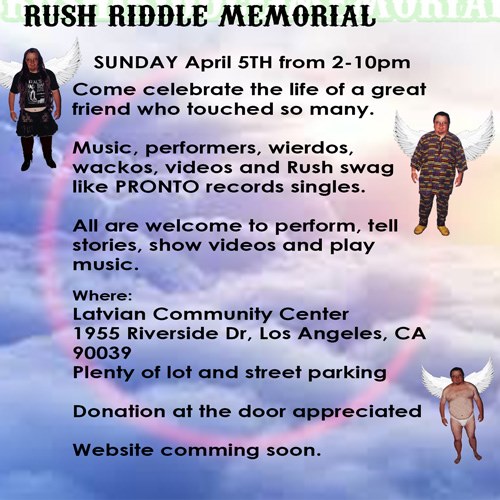 RUSH RIDDLE MEMORIAL
SUNDAY April 5TH from 2-10pm
Come celebrate the life of a great
friend who touched so many.
Music, performers, wierdos,
wackos, videos and Rush swag
like PRONTO records singles.
All are welcome to perform, tell
stories, show videos and play
music.
Where:
Latvian Community Center
1955 Riverside Dr, Los Angeles, CA
90039
Plenty of lot and street parking
Donation at the door appreciated
Website comming soon.